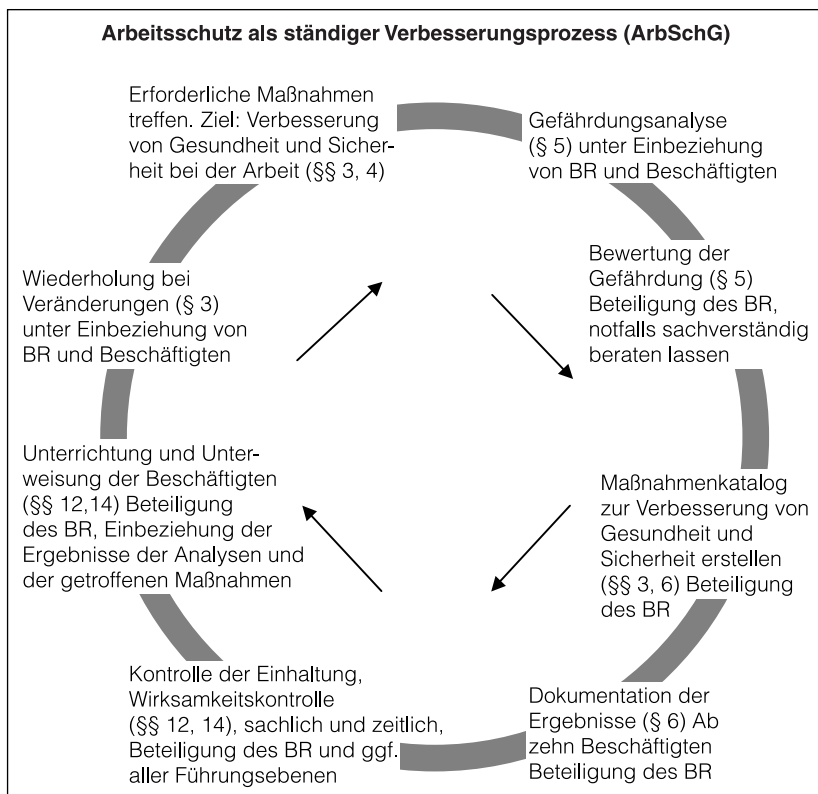 Arbeitsschutz als ständiger Verbesserungsprozess (ArbSchG)
Erforderliche Maßnahmen
treffen. Ziel: Verbesserung
von Gesundheit und Sicher-
heit bei der Arbeit (§§ 3, 4)
Gefährdungsanalyse
(§ 5) unter Einbeziehung
von BR und Beschäftigten
Bewertung der
Gefährdung (§ 5)
Beteiligung des BR,
notfalls sachverständig
beraten lassen
Maßnahmenkatalog
zur Verbesserung von
Gesundheit und
Sicherheit erstellen
(§§ 3, 6) Beteiligung
des BR
Dokumentation der
Ergebnisse (§ 6) Ab
zehn Beschäftigten
Beteiligung des BR
Kontrolle der Einhaltung,
Wirksamkeitskontrolle
(§§ 12, 14), sachlich und zeitlich,
Beteiligung des BR und ggf.
aller Führungsebenen
Unterrichtung und Unter-
weisung der Beschäftigten
(§§ 12,14) Beteiligung
des BR, Einbeziehung der
Ergebnisse der Analysen und
der getroffenen Maßnahmen
Wiederholung bei
Veränderungen (§ 3)
unter Einbeziehung von
BR und Beschäftigten